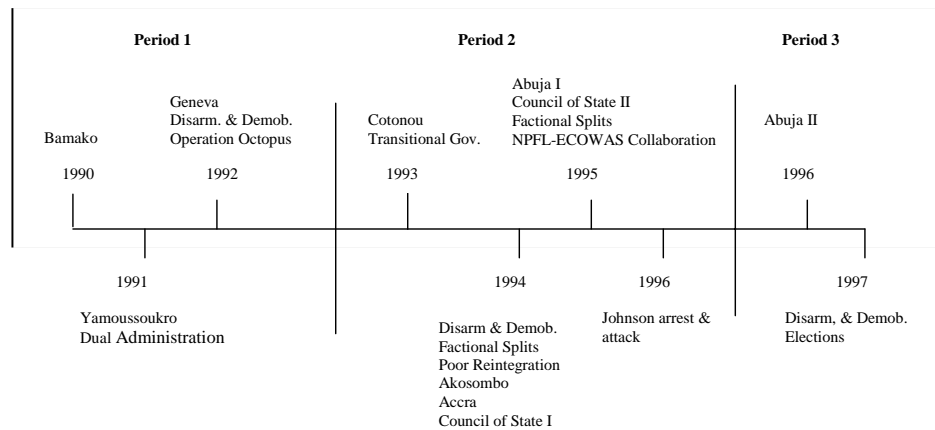 Period 1
Period 2
Period 3
Bamako
1990
Geneva
Disarm. & Demob.
Operation Octopus
1992
Cotonou
Transitional Gov.
1993
Abuja I
Council of State II
Factional Splits
NPFL-ECOWAS Collaboration
1995
Abuja II
1996
1991
Yamoussoukro
Dual Administration
1994
Disarm & Demob.
Factional Splits
Poor Reintegration
Akosombo
Accra
Council of State I
1996
Johnson arrest &
attack
1997
Disarm, & Demob.
Elections